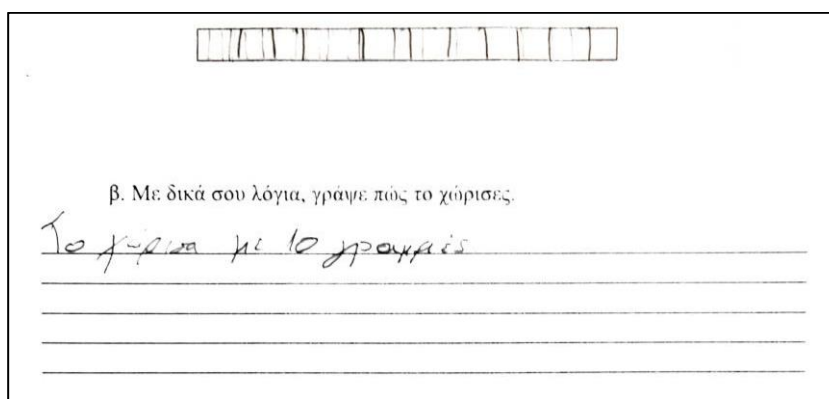 β. Με δικά σου λόγια, γράψε πώς το χώρισες.
Το χώρισα με 10 γραμμές